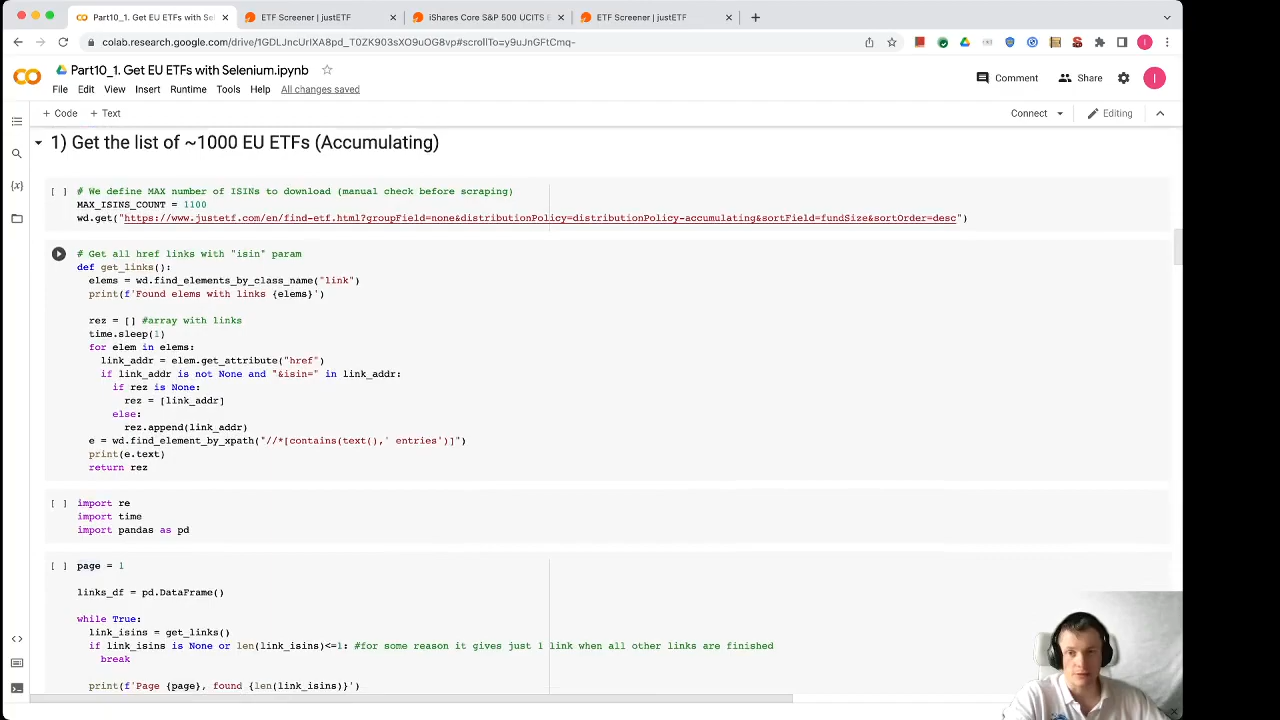 Part10_1. Get EU ETFs with Sel
ETF Screener | justETF
iShares Core S&P 500 UCITS E
ETF Screener | justETF
colab.research.google.com/drive/1GDL_IncUrIXA8pd_T0ZK903sXO9uOG8vp#scrollTo=y9uJnGFtCmq-
Part10_1. Get EU ETFs with Selenium.ipynb
Comment
Share
I
File Edit View Insert Runtime Tools Help All changes saved
+ Code + Text
Connect
Editing
1) Get the list of ~1000 EU ETFs (Accumulating)
[ ] # We define MAX number of ISINs to download (manual check before scraping)
MAX_ISINS_COUNT = 1100
wd.get("https://www.justetf.com/en/find-etf.html?groupField=none&distributionPolicy=distributionPolicy-accumulating&sortField=fundSize&sortOrder=desc")
# Get all href links with "isin" param
def get_links():
elems = wd.find_elements_by_class_name("link")
print(f'Found elems with links {elems}')
rez = [] #array with links
time.sleep(1)
for elem in elems:
link_addr = elem.get_attribute("href")
if link_addr is not None and "&isin=" in link_addr:
if rez is None:
rez = [link_addr]
else:
rez.append(link_addr)
e = wd.find_element_by_xpath("//*[contains(text(),' entries')]")
print(e.text)
return rez
[ ] import re
import time
import pandas as pd
[ ] page = 1
links_df = pd.DataFrame()
while True:
link_isins = get_links()
if link_isins is None or len(link_isins)<=1: #for some reason it gives just 1 link when all other links are finished
break
print(f'Page {page}, found {len(link_isins)}')